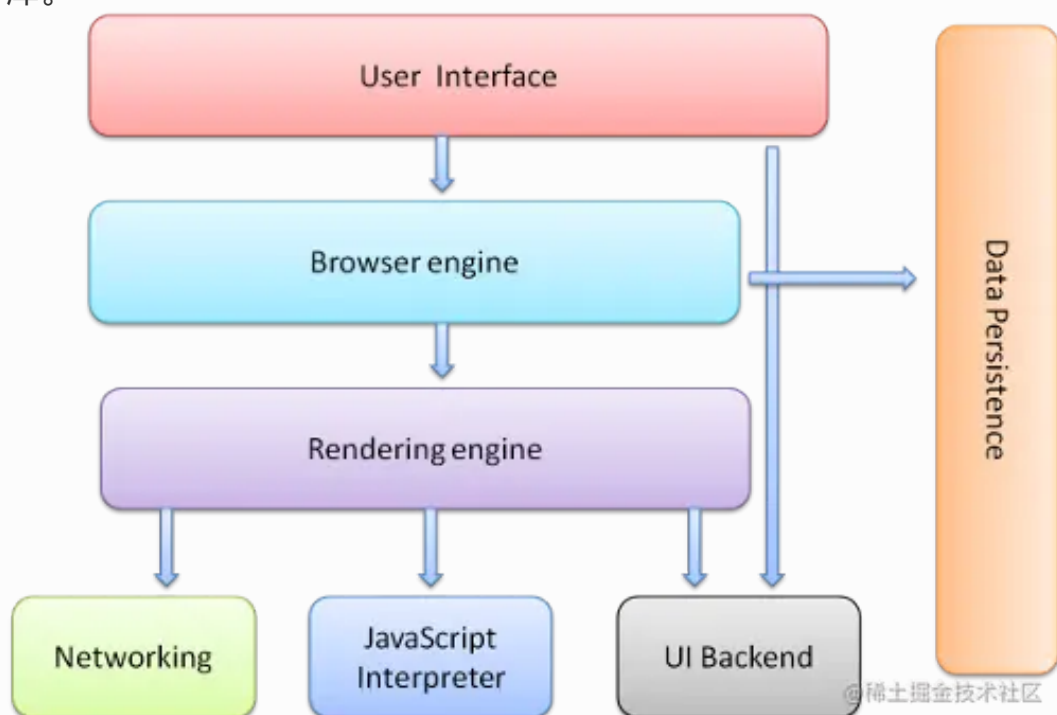 User Interface
Browser engine
Data Persistence
Rendering engine
Networking
JavaScript
Interpreter
UI Backend
@稀土掘金技术社区